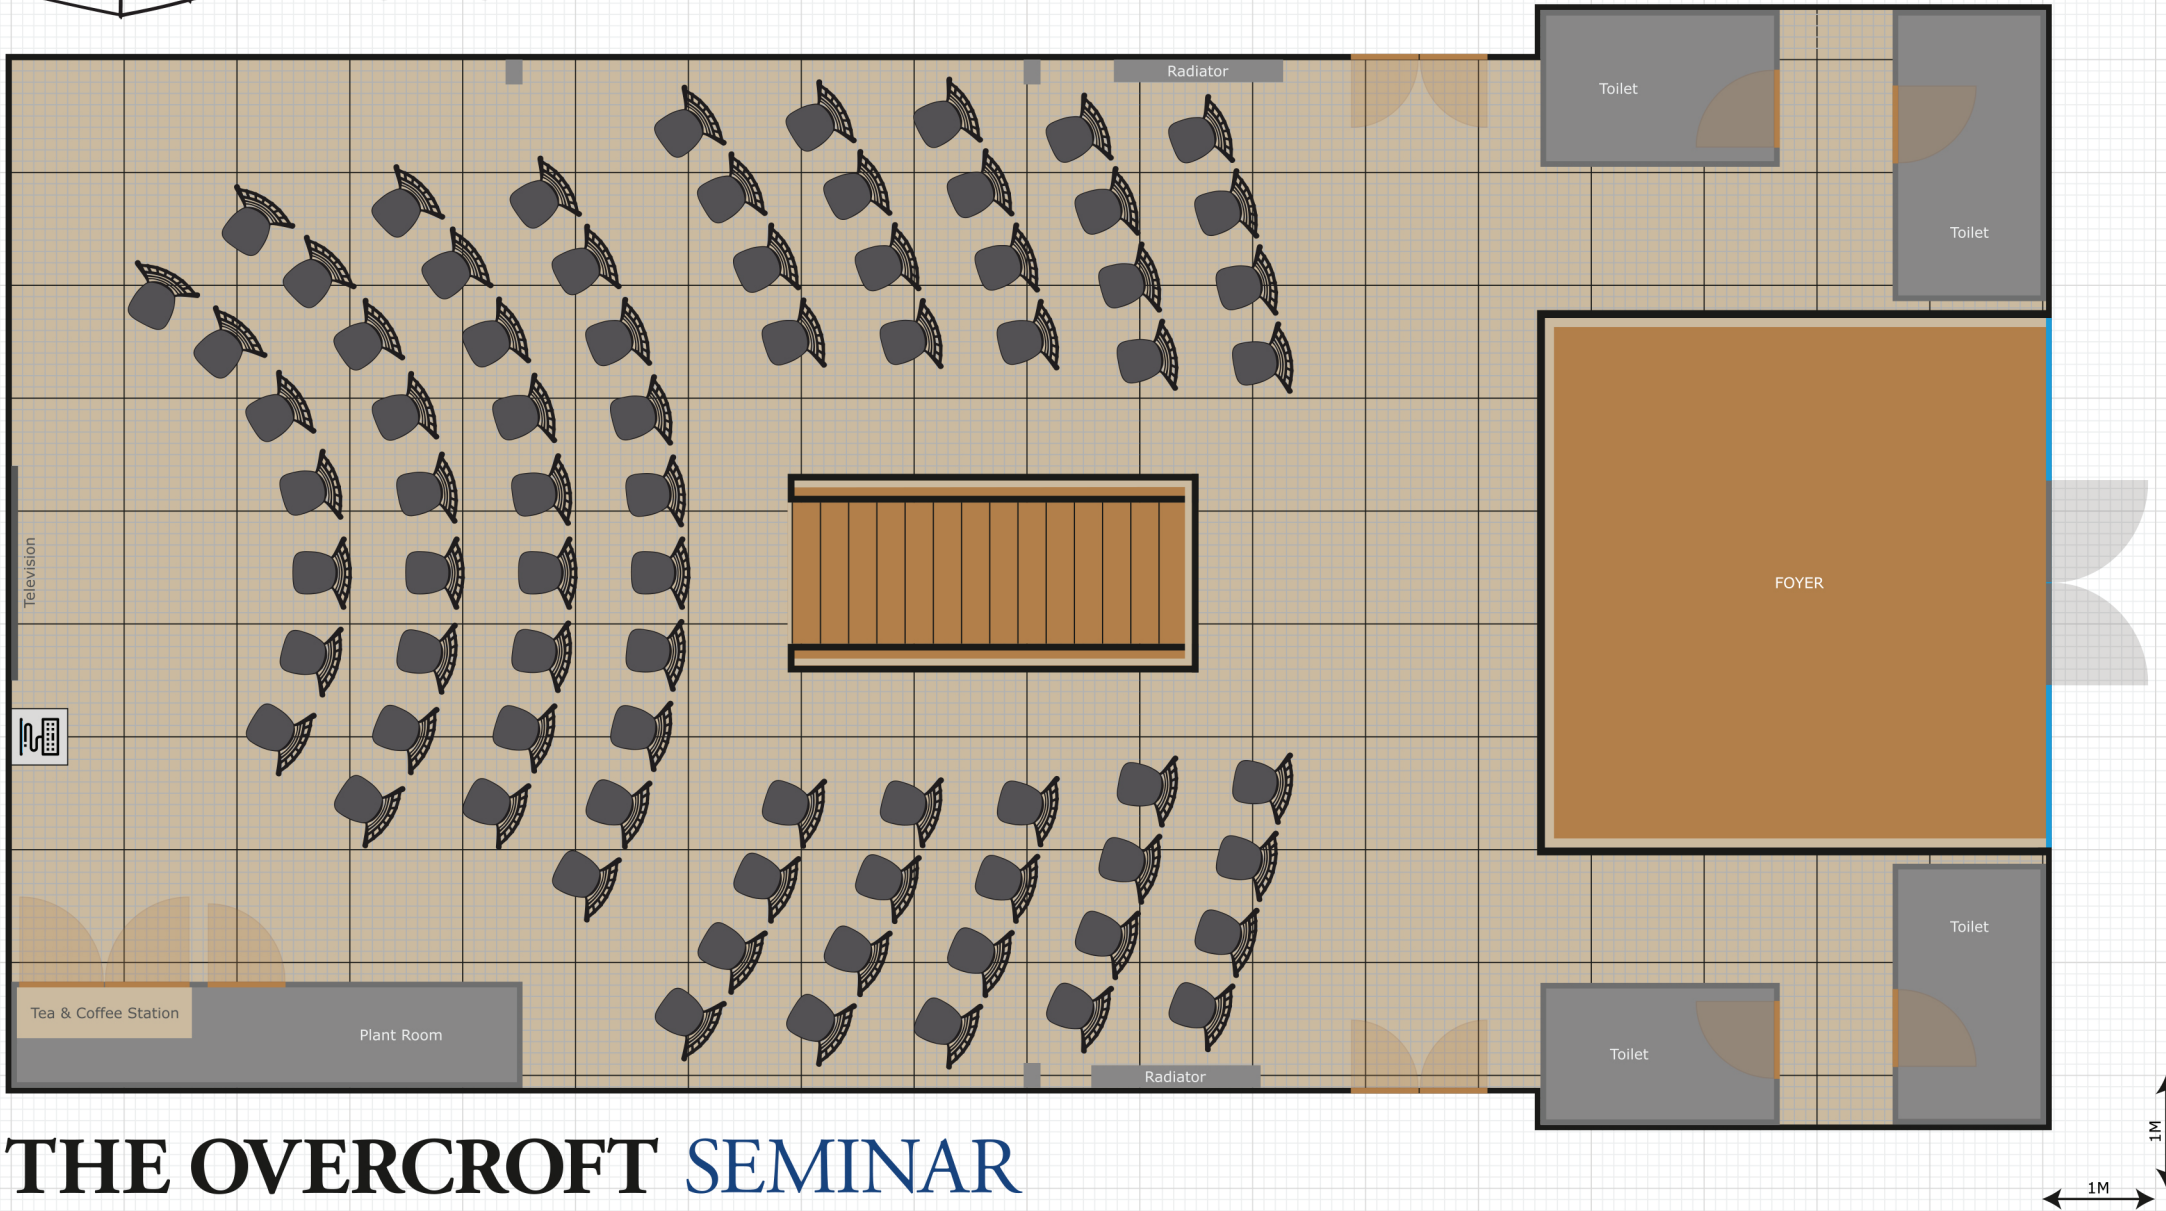 Radiator
Toilet
Toilet
Television
FOYER
Toilet
Tea & Coffee Station
Plant Room
Toilet
Radiator
THE OVERCROFT SEMINAR
1M
1M